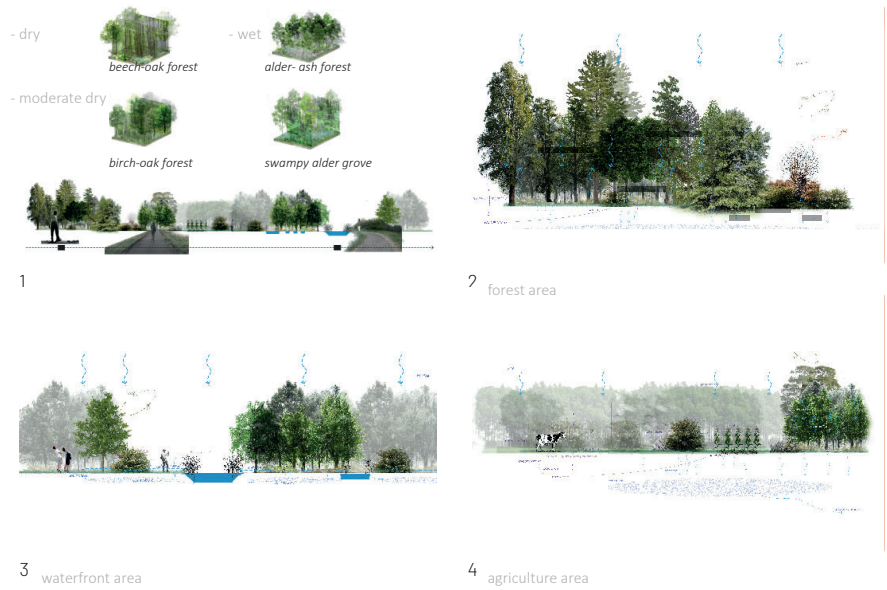 - dry
- wet
beech-oak forest
alder- ash forest
- moderate dry
birch-oak forest
swampy alder grove
1
2
forest area
3
waterfront area
4
agriculture area